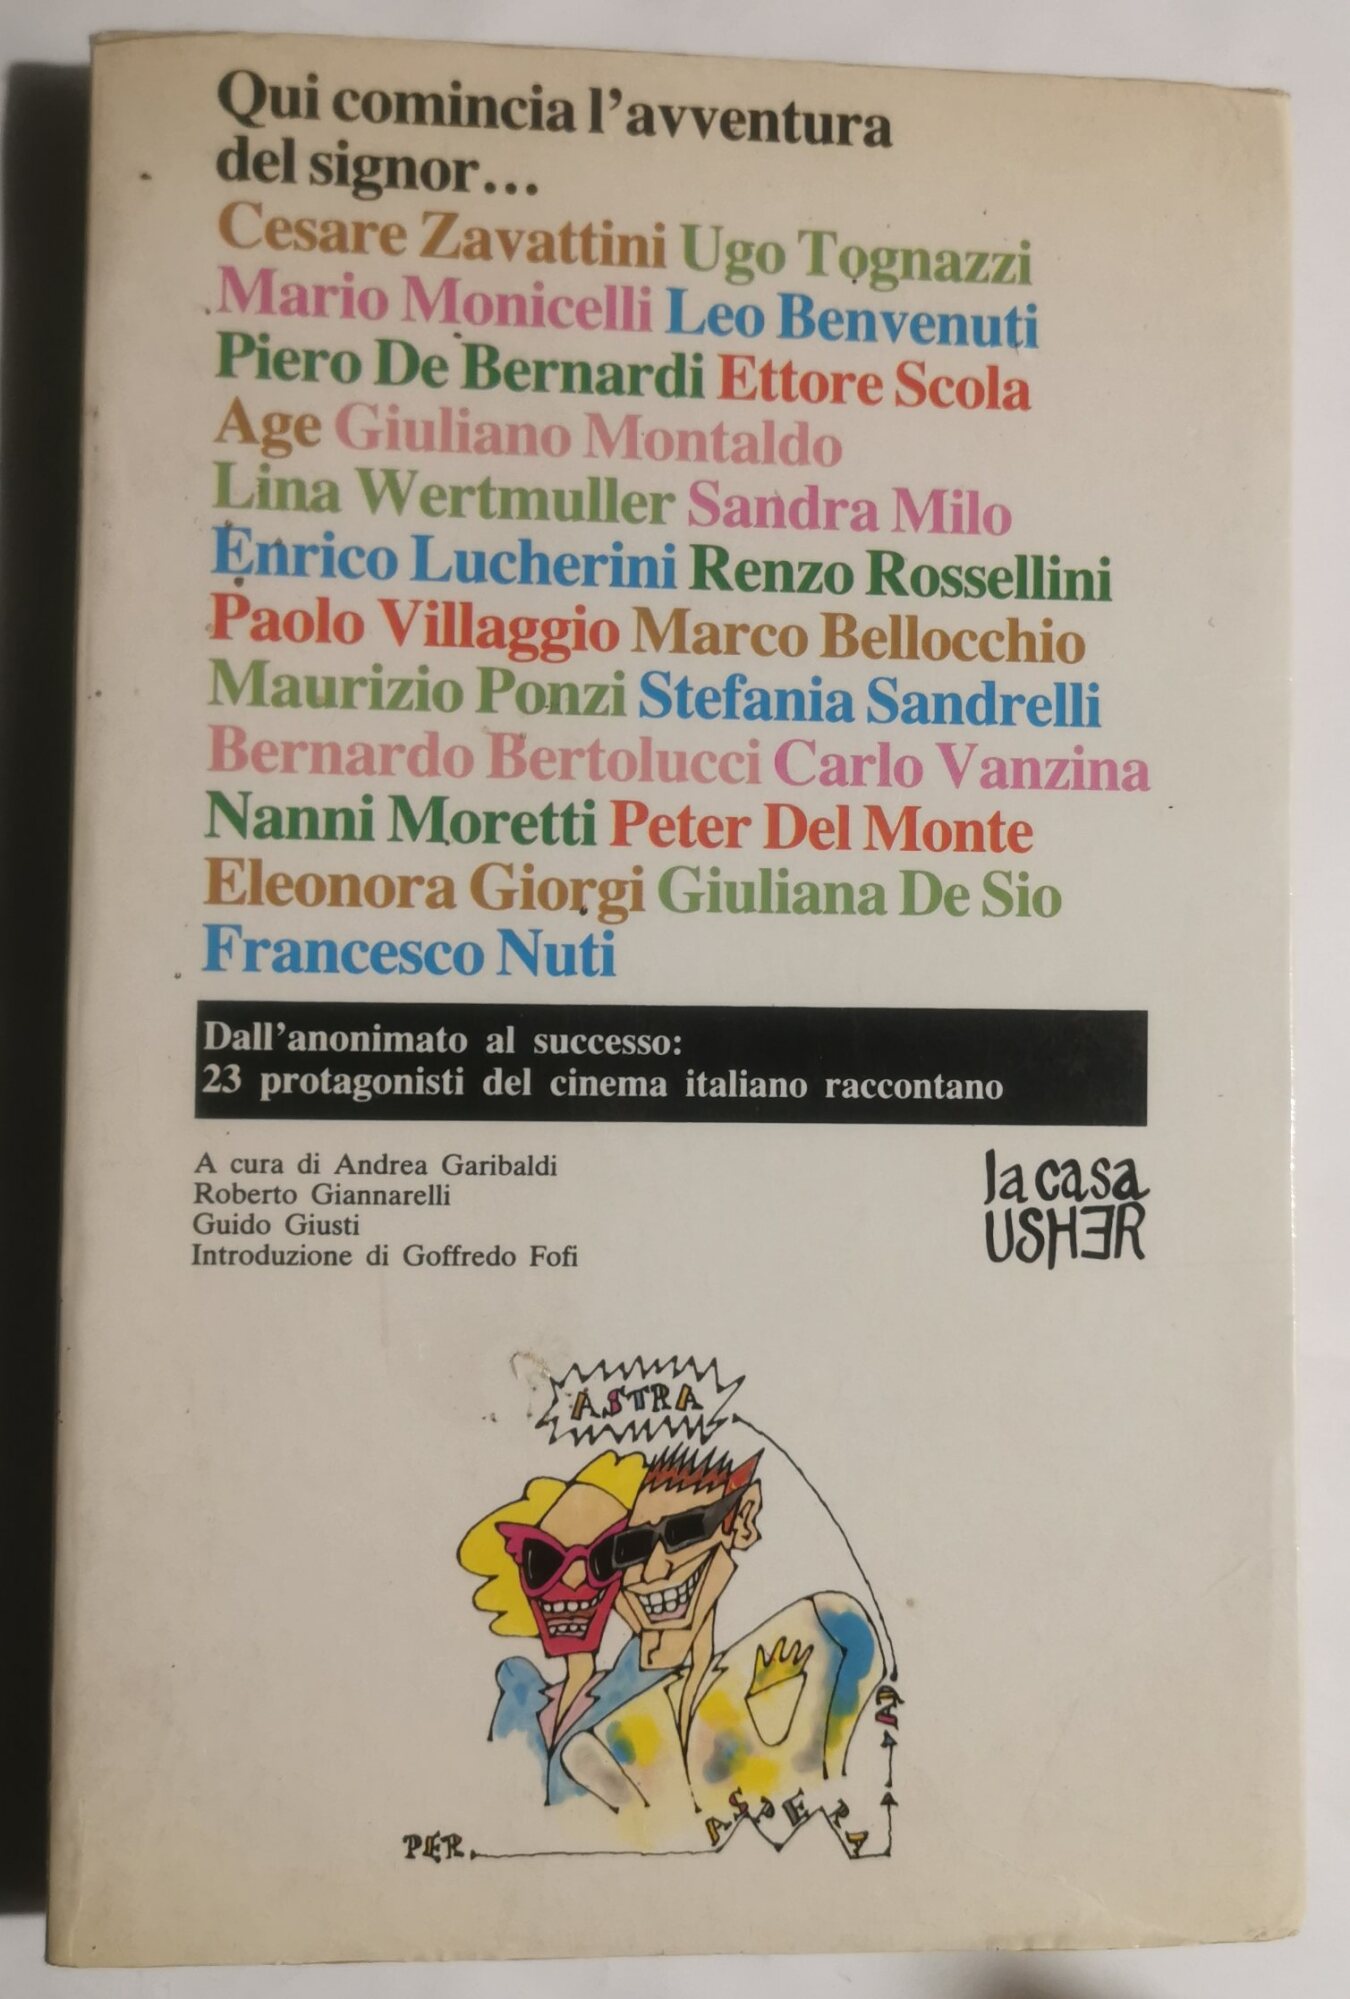 Qui comincia l'avventura
del signor...
Cesare Zavattini Ugo Tognazzi
Mario Monicelli Leo Benvenuti
Piero De Bernardi Ettore Scola
Age Giuliano Montaldo
Lina Wertmuller Sandra Milo
Enrico Lucherini Renzo Rossellini
Paolo Villaggio Marco Bellocchio
Maurizio Ponzi Stefania Sandrelli
Bernardo Bertolucci Carlo Vanzina
Nanni Moretti Peter Del Monte
Eleonora Giorgi Giuliana De Sio
Francesco Nuti
Dall'anonimato al successo:
23 protagonisti del cinema italiano raccontano
A cura di Andrea Garibaldi
Roberto Giannarelli
Guido Giusti
Introduzione di Goffredo Fofi
la casa
USHER
ASTRA
AD
ASPERA
PER